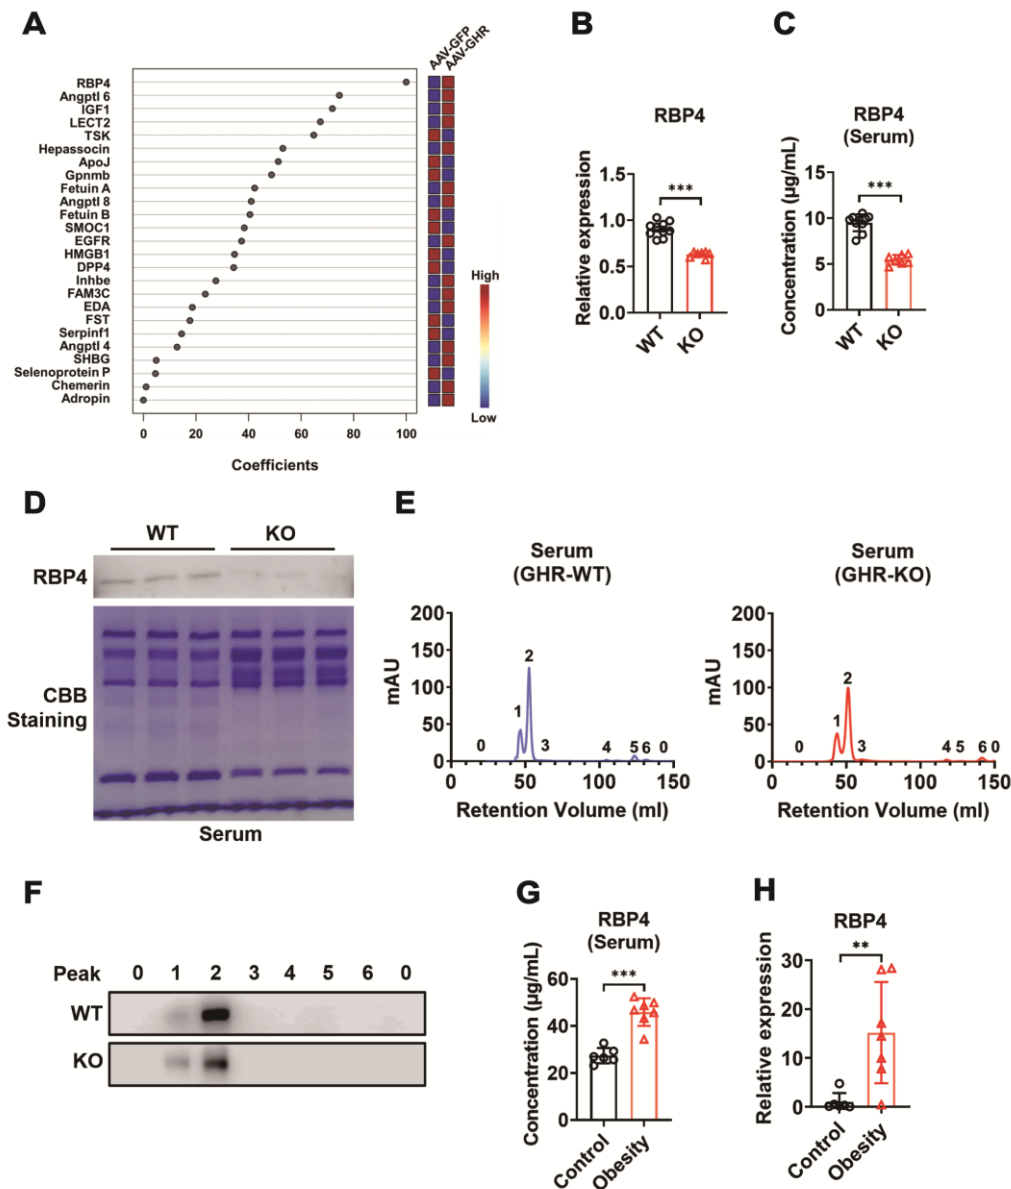 A
AAV-GFP
AAV-GHR
RBP4
Angptl 6
IGF1
LECT2
TSK
Hepassocin
ApoJ
Gpnmb
Fetuin A
Angptl 8
Fetuin B
SMOC1
EGFR
HMGB1
DPP4
Inhbe
FAM3C
EDA
FST
Serpinf1
Angptl 4
SHBG
Selenoprotein P
Chemerin
Adropin
0 20 40 60 80 100
Coefficients
High
Low
B
RBP4
Relative expression
1.5
1.0
0.5
0.0
***
WT
KO
C
RBP4
(Serum)
Concentration (μg/mL)
15
10
5
0
***
WT
KO
D
WT KO
RBP4
CBB
Staining
Serum
E
Serum
(GHR-WT)
mAU
200
150
100
50
0
0 1 2 3 4 5 6 0
0 50 100 150
Retention Volume (ml)
Serum
(GHR-KO)
mAU
200
150
100
50
0
0 1 2 3 4 5 6 0
0 50 100 150
Retention Volume (ml)
F
Peak 0 1 2 3 4 5 6 0
WT
KO
G
RBP4
(Serum)
Concentration (μg/mL)
60
40
20
0
***
Control
Obesity
H
RBP4
Relative expression
30
20
10
0
**
Control
Obesity